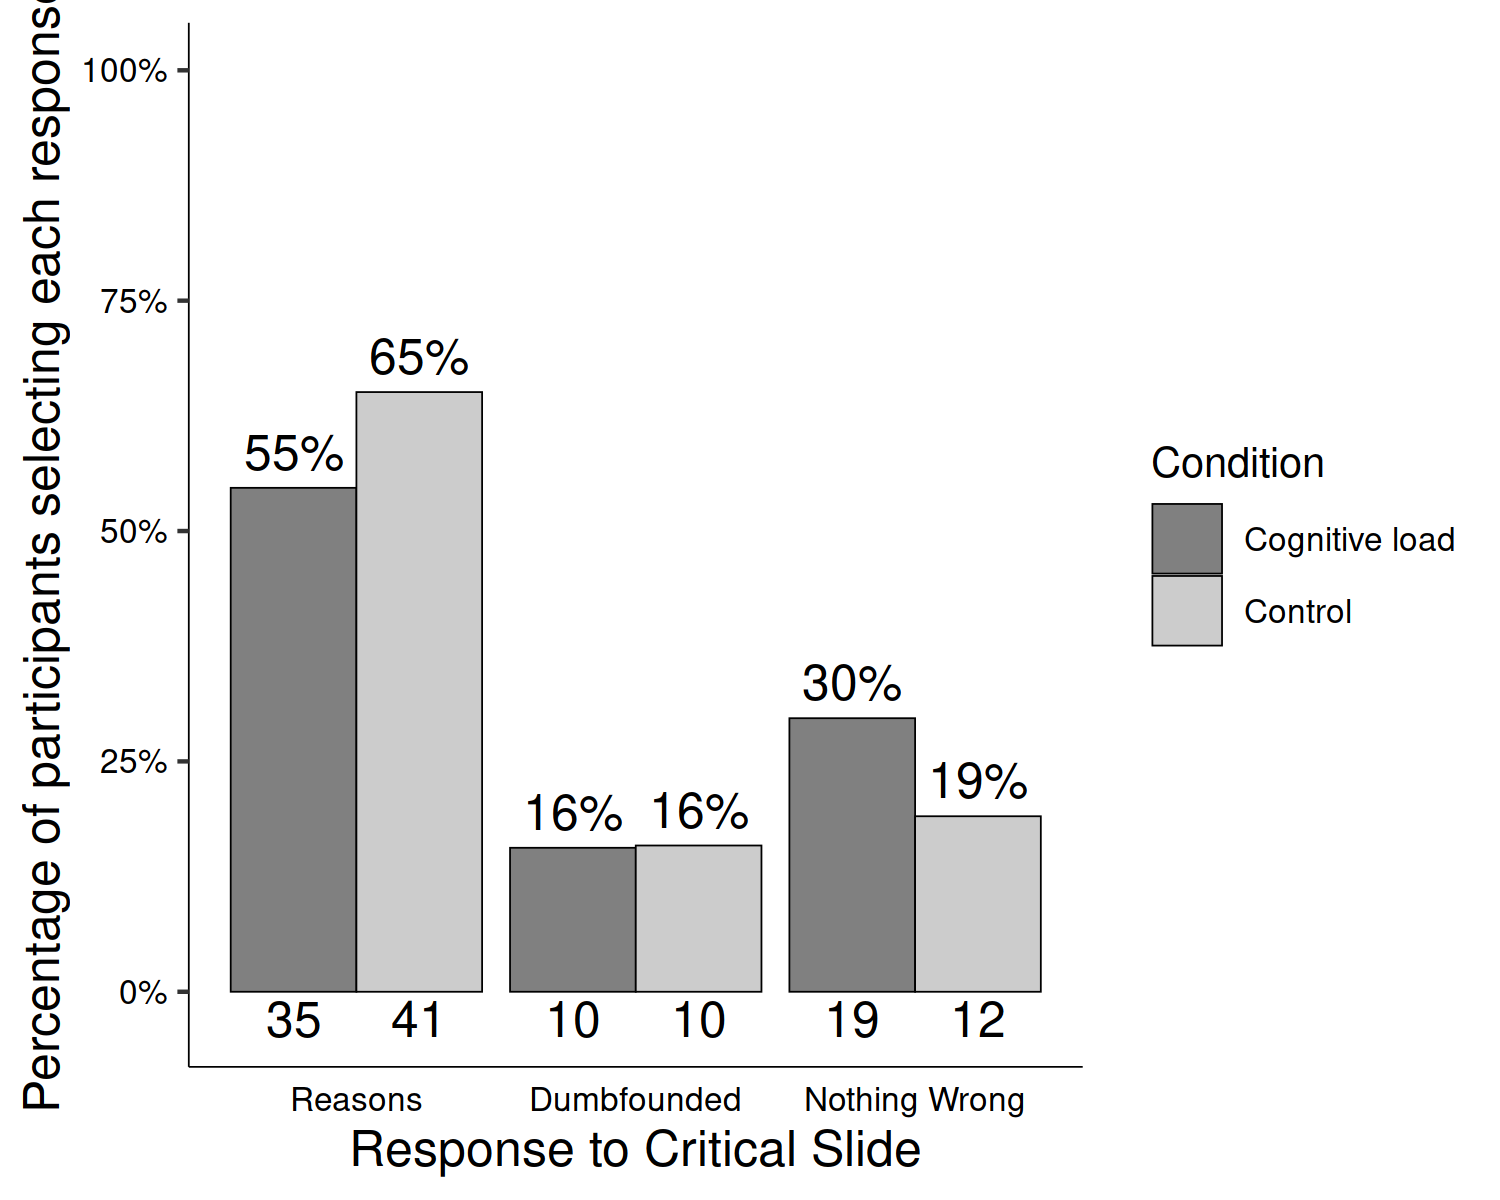 Percentage of participants selecting each response
100%
75%
50%
25%
0%
55%
65%
16%
16%
30%
19%
35
41
10
10
19
12
Reasons
Dumbfounded
Nothing Wrong
Response to Critical Slide
Condition
Cognitive load
Control